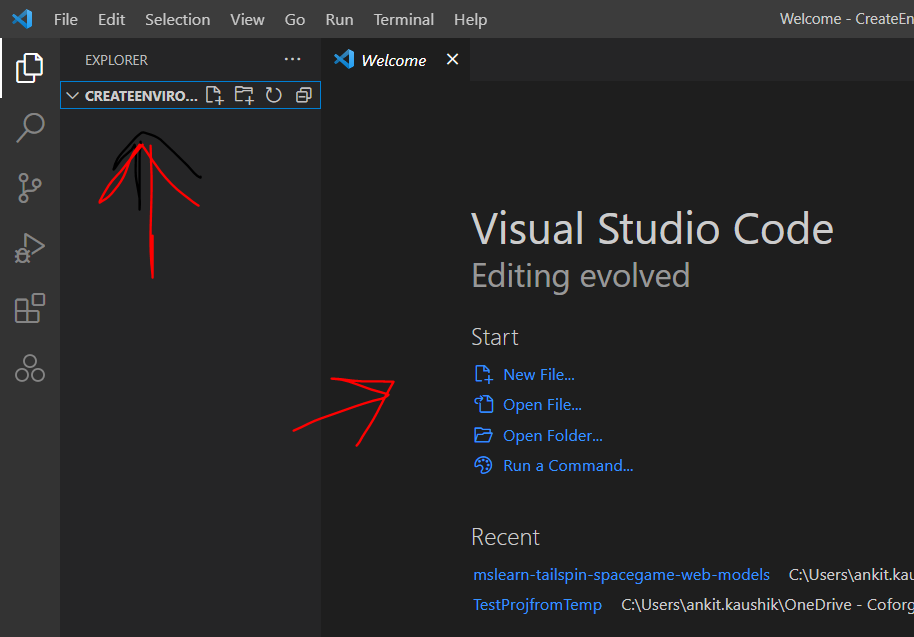 File Edit Selection View Go Run Terminal Help Welcome - CreateEn
EXPLORER ... Welcome
CREATEENVIRO...
Visual Studio Code
Editing evolved
Start
New File...
Open File...
Open Folder...
Run a Command...
Recent
mslearn-tailspin-spacegame-web-models C:\Users\ankit.kau
TestProjfromTemp C:\Users\ankit.kaushik\OneDrive - Coforg